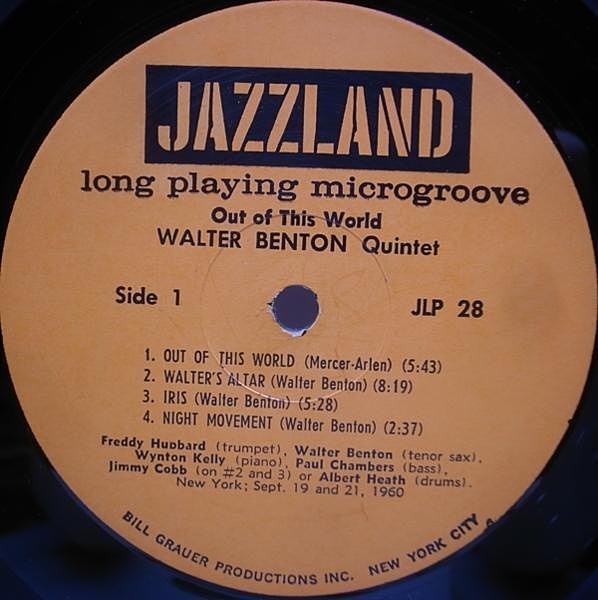 JAZZLAND
long playing microgroove
Out of This World
WALTER BENTON Quintet
Side 1
JLP 28
1. OUT OF THIS WORLD (Mercer-Arlen) (5:43)
2. WALTER'S ALTAR (Walter Benton) (8:19)
3. IRIS (Walter Benton) (5:28)
4. NIGHT MOVEMENT (Walter Benton) (2:37)
Freddy Hubbard (trumpet), Walter Benton (tenor sax),
Wynton Kelly (piano), Paul Chambers (bass),
Jimmy Cobb (on #2 and 3) or Albert Heath (drums).
New York; Sept. 19 and 21, 1960
BILL GRAUER PRODUCTIONS INC. NEW YORK CITY